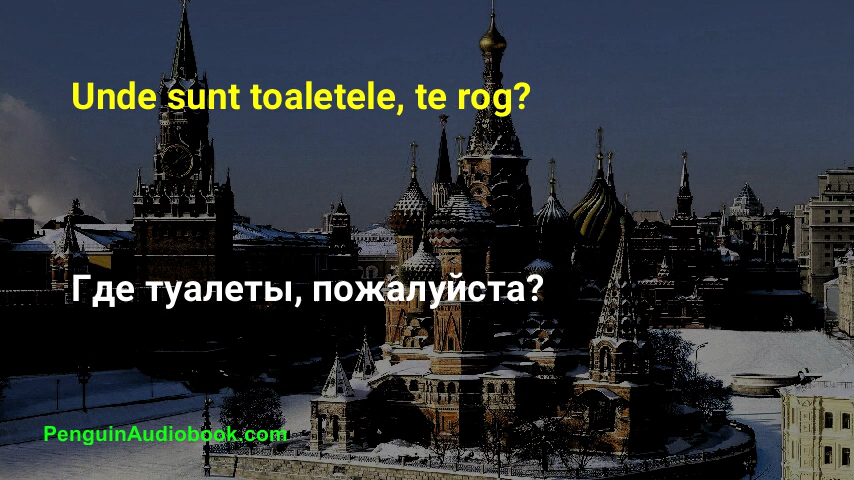 Unde sunt toaletele, te rog?
Где туалеты, пожалуйста?
PenguinAudiobook.com